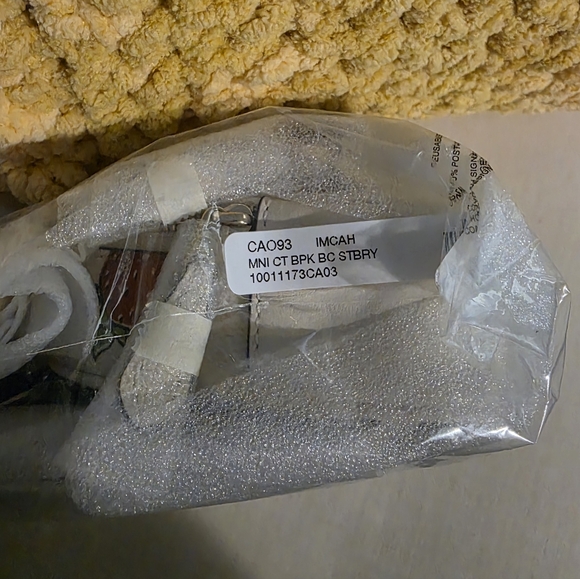 CAO93 IMCAH
MNI CT BPK BC STBRY
10011173CA03